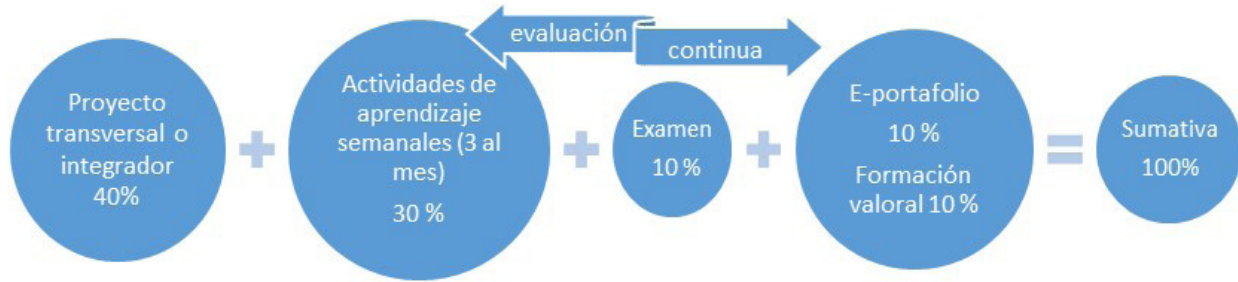 evaluación
continua
Proyecto
transversal o
integrador
40%
Actividades de
aprendizaje
semanales (3 al
mes)
30 %
Examen
10 %
E-portafolio
10 %
Formación
valoral 10 %
Sumativa
100%